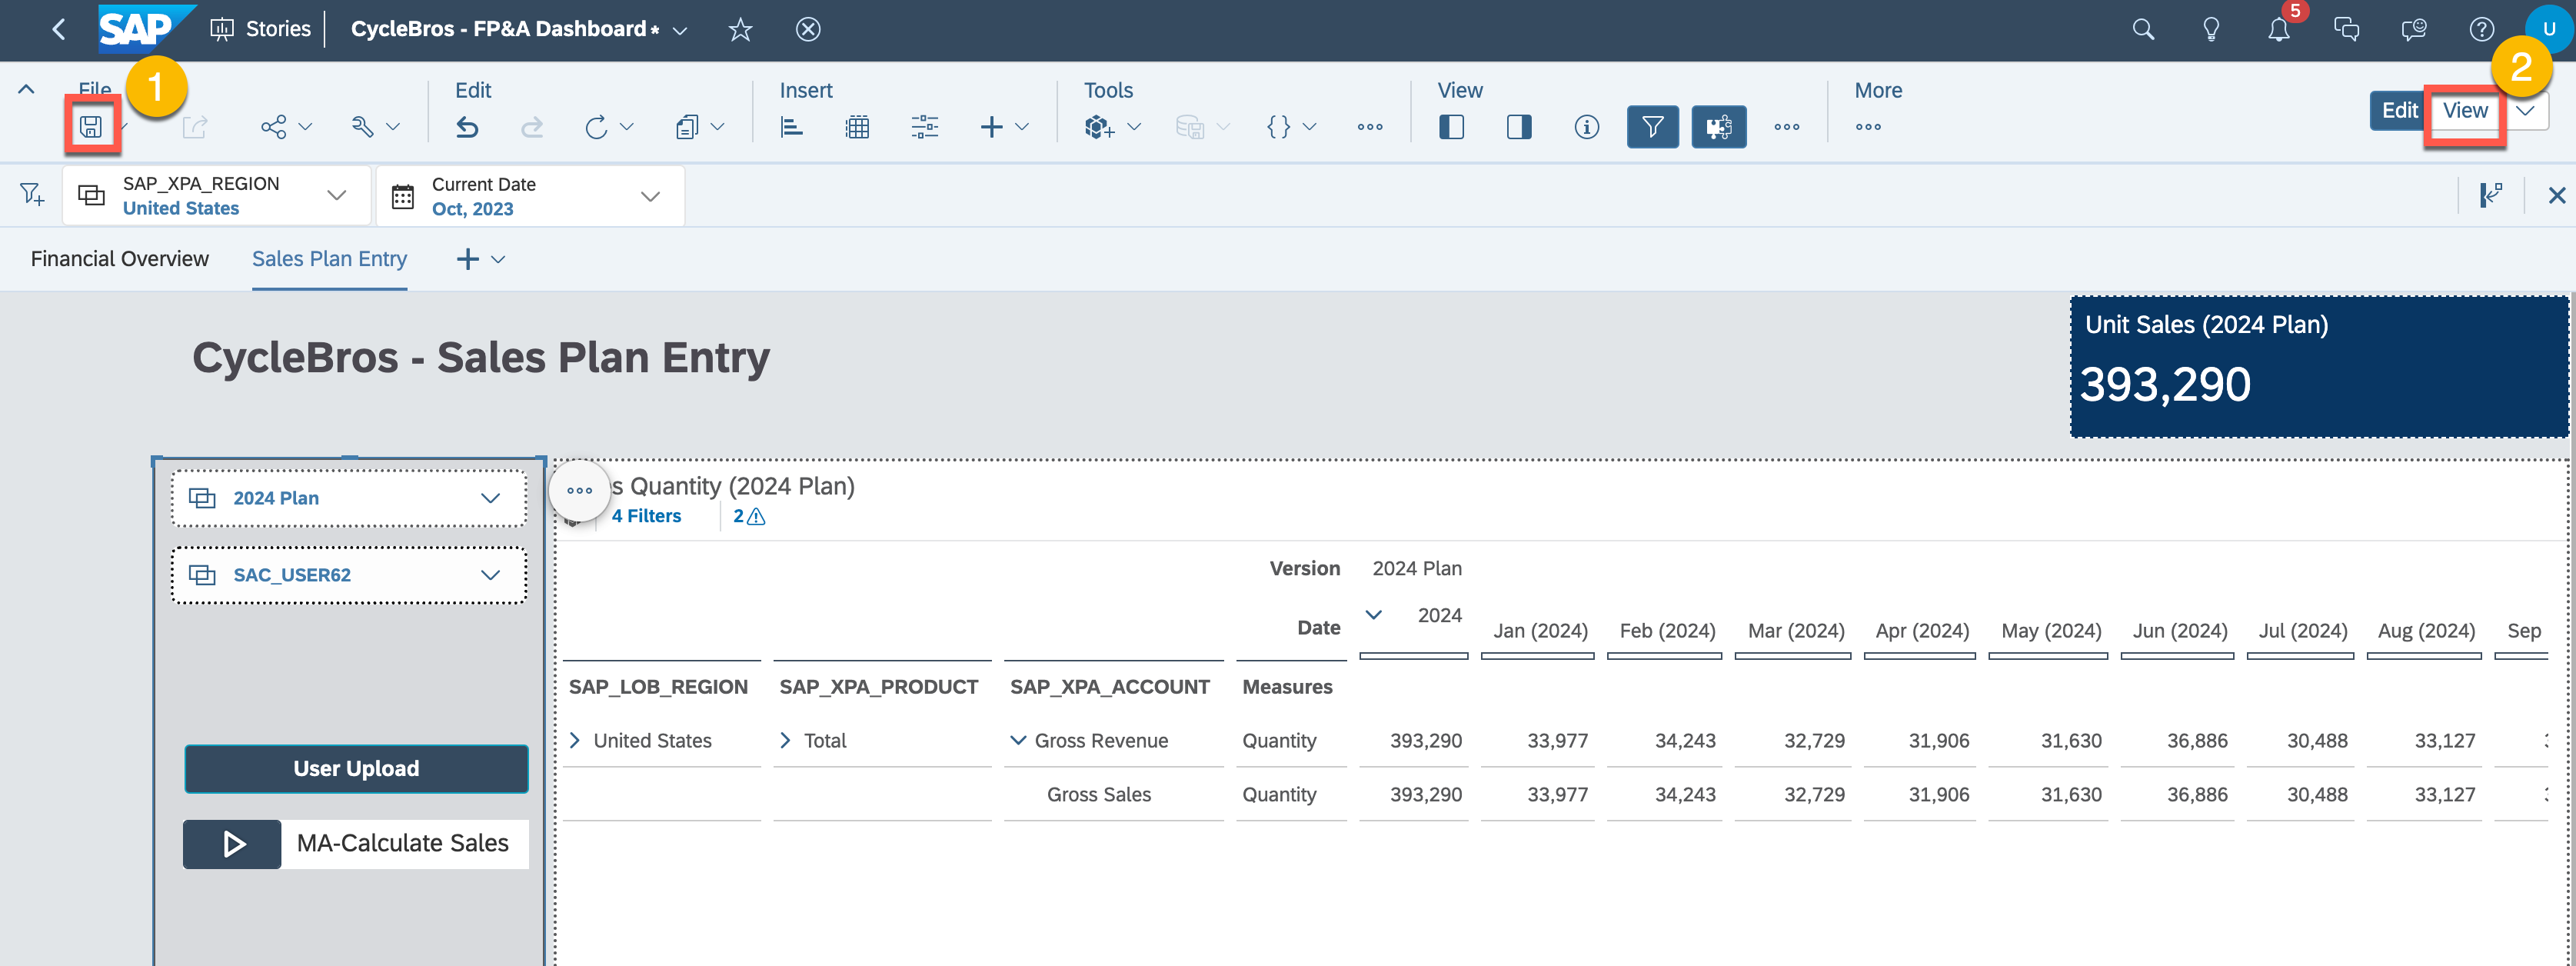 SAP Stories CycleBros - FP&A Dashboard* 5 U
1 2
File Edit Insert Tools View More
Edit View
SAP_XPA_REGION
United States
Current Date
Oct, 2023
Financial Overview Sales Plan Entry
CycleBros - Sales Plan Entry
Unit Sales (2024 Plan)
393,290
2024 Plan
SAC_USER62
User Upload
MA-Calculate Sales
s Quantity (2024 Plan)
4 Filters 2
Version 2024 Plan
Date 2024 Jan (2024) Feb (2024) Mar (2024) Apr (2024) May (2024) Jun (2024) Jul (2024) Aug (2024) Sep
SAP_LOB_REGION SAP_XPA_PRODUCT SAP_XPA_ACCOUNT Measures
United States Total Gross Revenue Quantity 393,290 33,977 34,243 32,729 31,906 31,630 36,886 30,488 33,127
Gross Sales Quantity 393,290 33,977 34,243 32,729 31,906 31,630 36,886 30,488 33,127